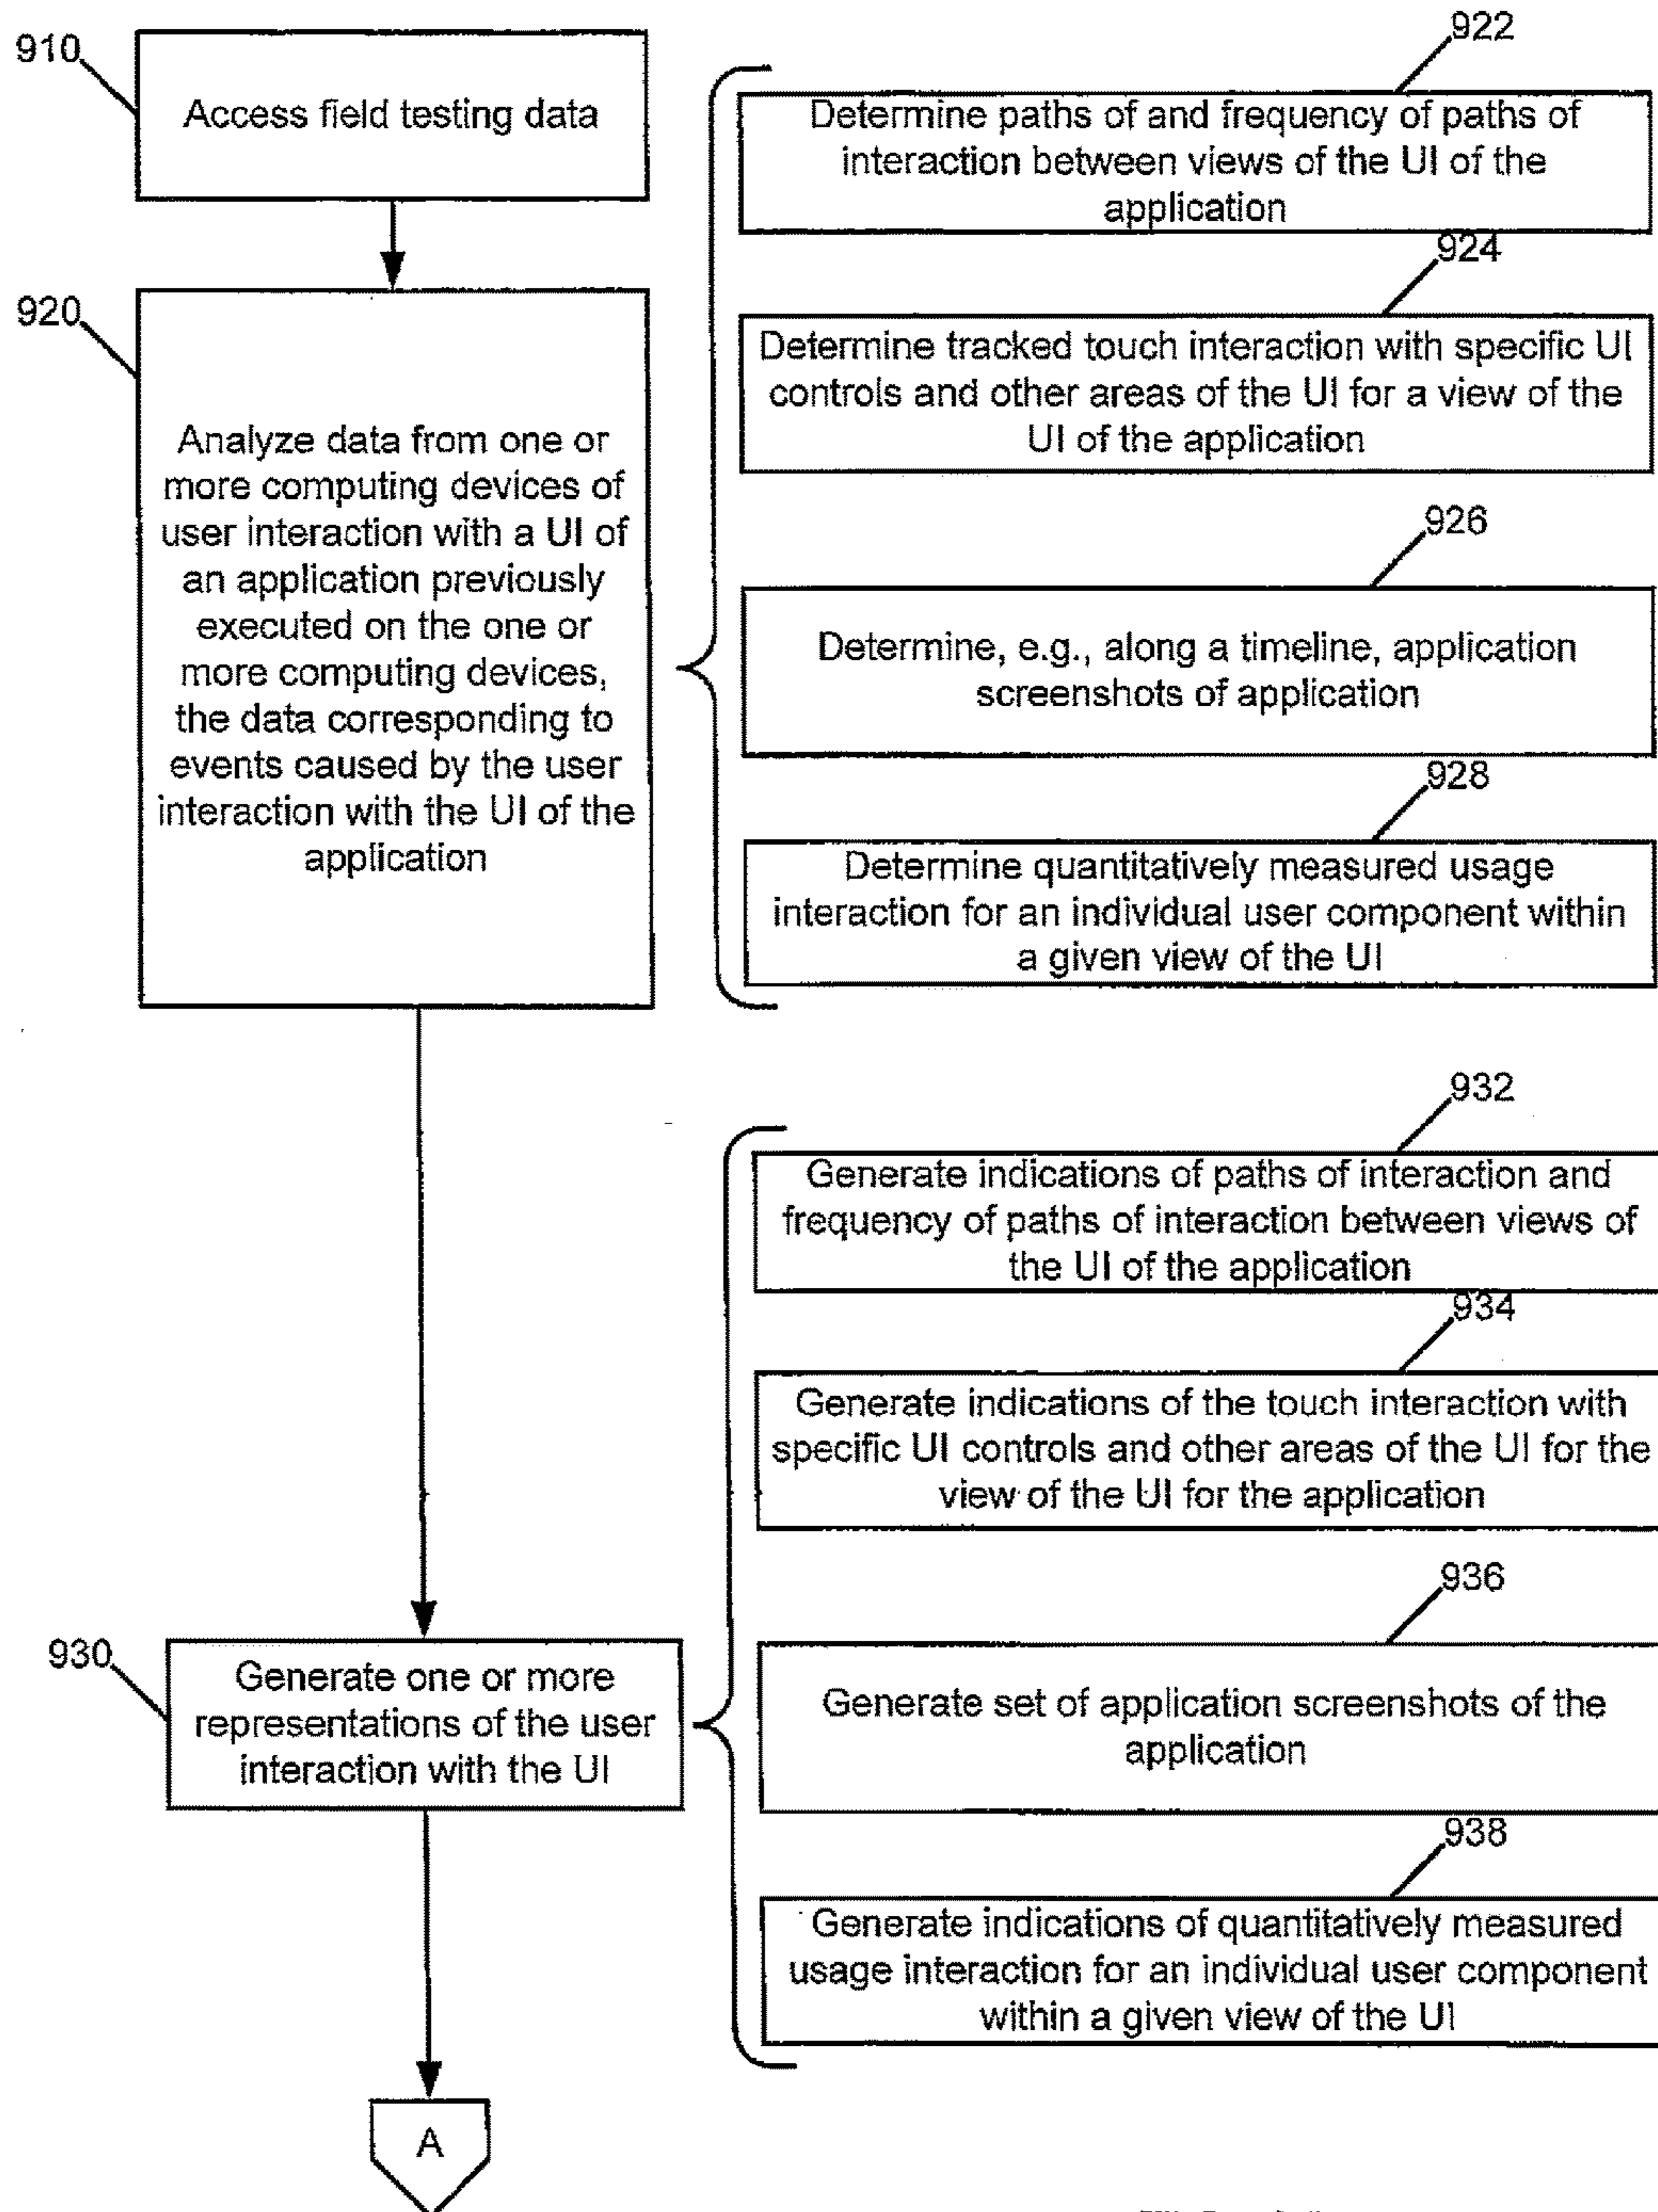 910
Access field testing data
920
Analyze data from one or
more computing devices of
user interaction with a UI of
an application previously
executed on the one or
more computing devices,
the data corresponding to
events caused by the user
interaction with the UI of the
application
922
Determine paths of and frequency of paths of
interaction between views of the UI of the
application
924
Determine tracked touch interaction with specific UI
controls and other areas of the UI for a view of the
UI of the application
926
Determine, e.g., along a timeline, application
screenshots of application
928
Determine quantitatively measured usage
interaction for an individual user component within
a given view of the UI
930
Generate one or more
representations of the user
interaction with the UI
932
Generate indications of paths of interaction and
frequency of paths of interaction between views of
the UI of the application
934
Generate indications of the touch interaction with
specific UI controls and other areas of the UI for the
view of the UI for the application
936
Generate set of application screenshots of the
application
938
Generate indications of quantitatively measured
usage interaction for an individual user component
within a given view of the UI
A